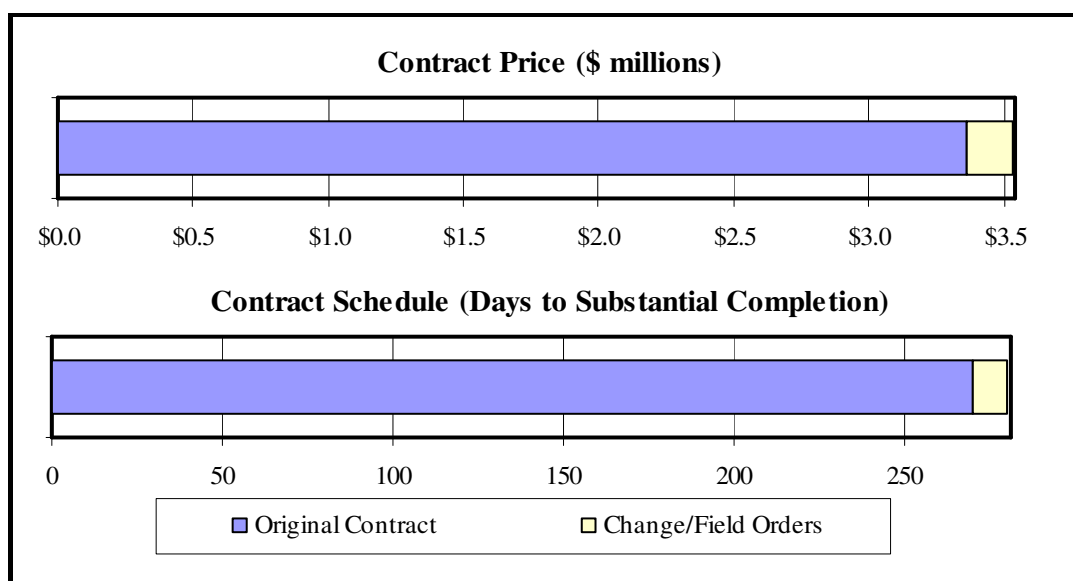 Contract Price ($ millions)
$0.0 $0.5 $1.0 $1.5 $2.0 $2.5 $3.0 $3.5
Contract Schedule (Days to Substantial Completion)
0 50 100 150 200 250
Original Contract Change/Field Orders